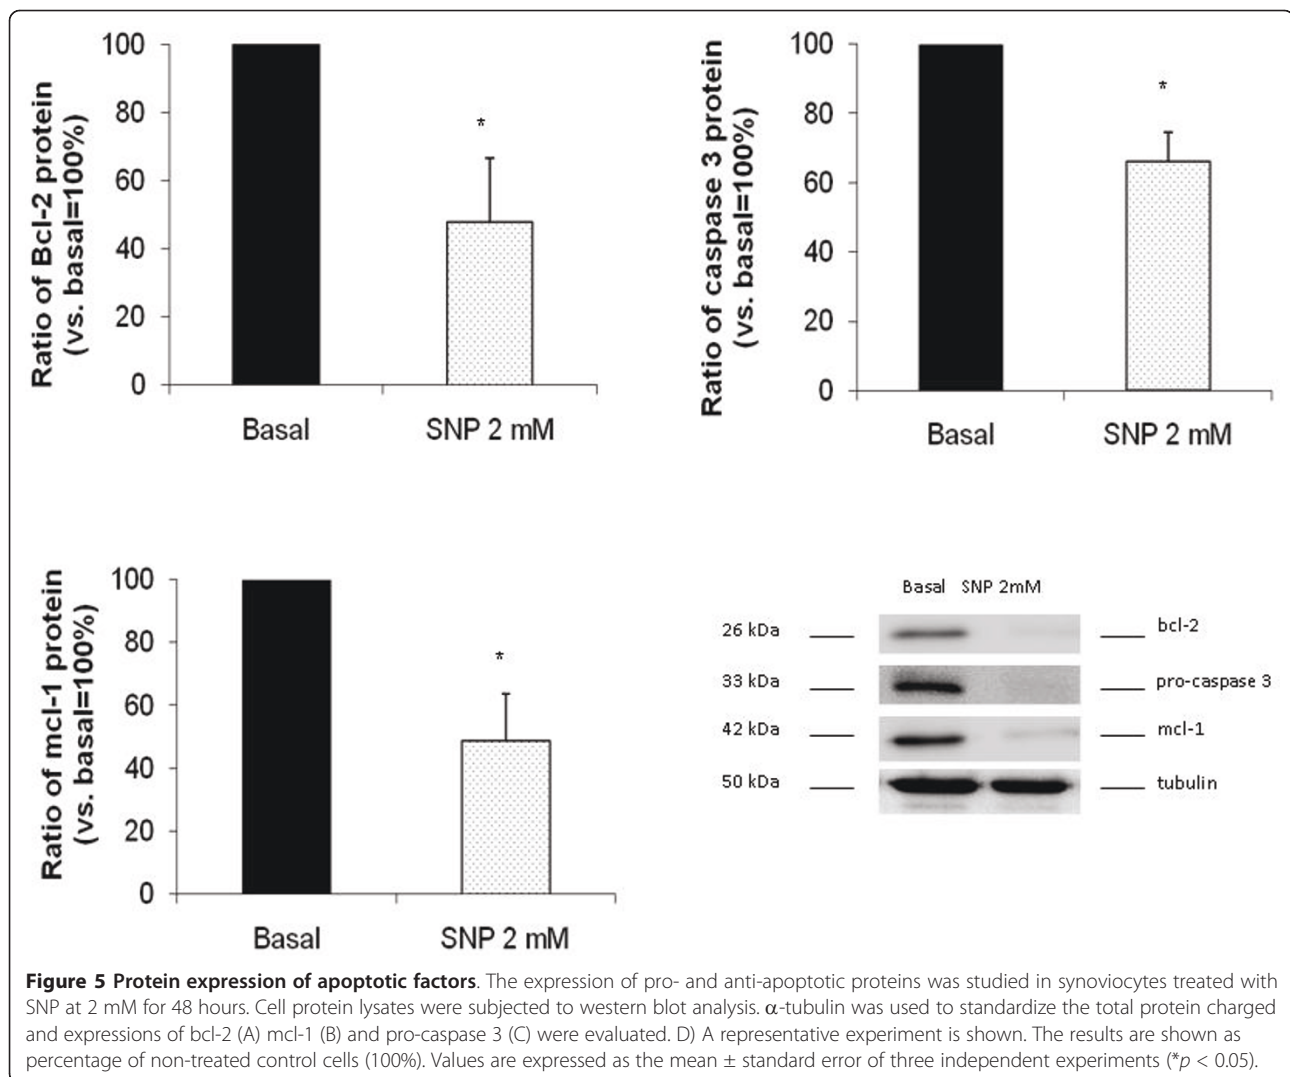 Ratio of Bcl-2 protein
(vs. basal=100%)
100
80
60
40
20
0
*
Basal
SNP 2 mM
Ratio of caspase 3 protein
(vs. basal=100%)
100
80
60
40
20
0
*
Basal
SNP 2 mM
Ratio of mcl-1 protein
(vs. basal=100%)
100
80
60
40
20
0
*
Basal
SNP 2 mM
Basal SNP 2mM
26 kDa bcl-2
33 kDa pro-caspase 3
42 kDa mcl-1
50 kDa tubulin
Figure 5 Protein expression of apoptotic factors. The expression of pro- and anti-apoptotic proteins was studied in synoviocytes treated with
SNP at 2 mM for 48 hours. Cell protein lysates were subjected to western blot analysis. α-tubulin was used to standardize the total protein charged
and expressions of bcl-2 (A) mcl-1 (B) and pro-caspase 3 (C) were evaluated. D) A representative experiment is shown. The results are shown as
percentage of non-treated control cells (100%). Values are expressed as the mean ± standard error of three independent experiments (*p < 0.05).